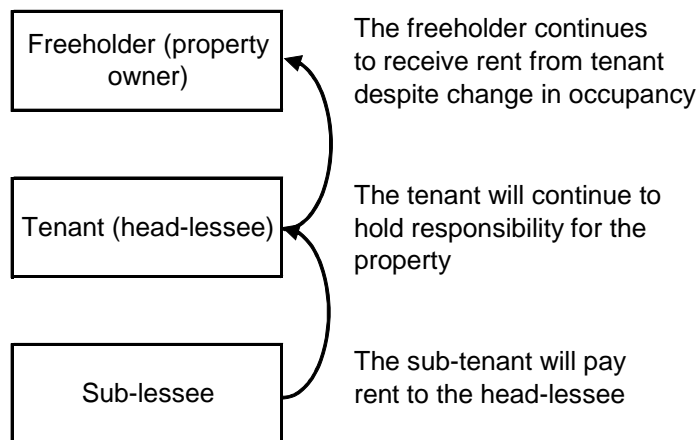 Freeholder (property
owner)
The freeholder continues
to receive rent from tenant
despite change in occupancy
Tenant (head-lessee)
The tenant will continue to
hold responsibility for the
property
Sub-lessee
The sub-tenant will pay
rent to the head-lessee